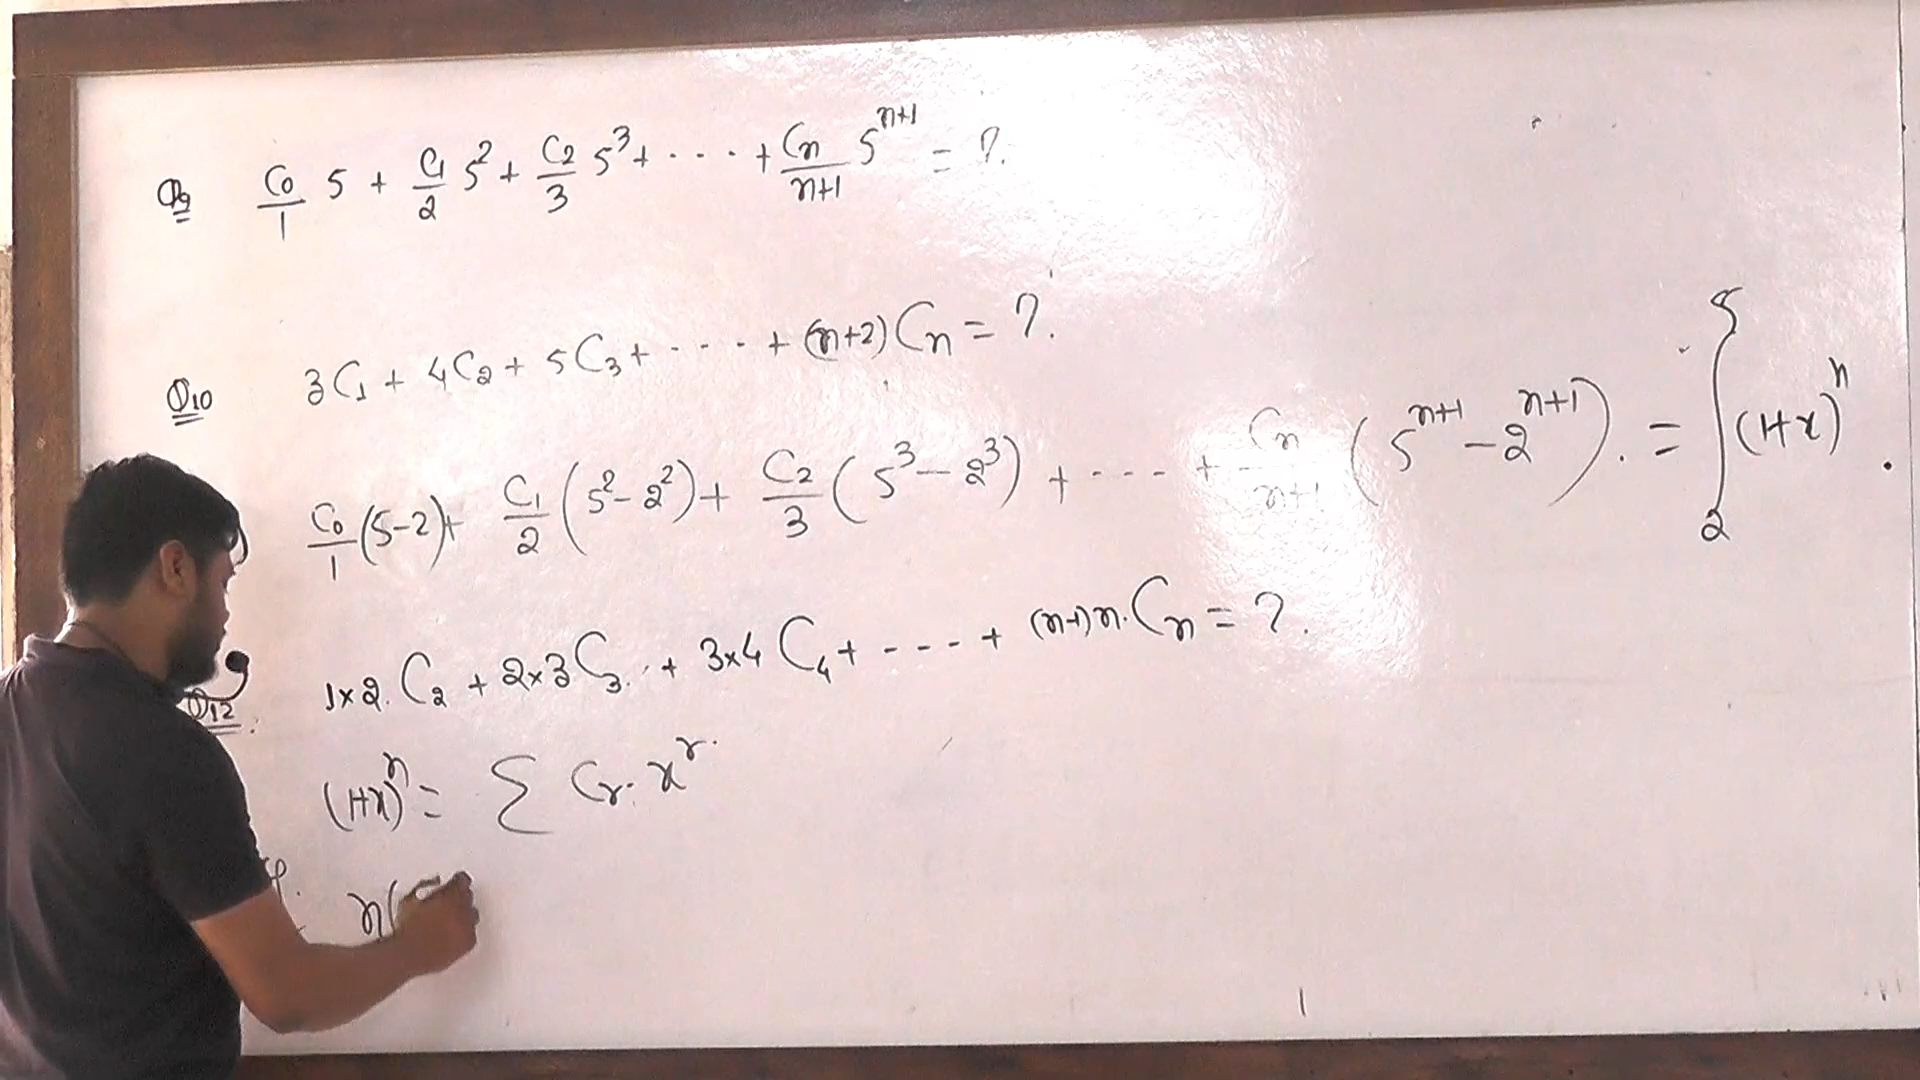 Q9 C0/1 5 + C1/2 5^2 + C2/3 5^3 + . . . . + Cn/n+1 5^n+1 = ?.
Q10 3C1 + 4C2 + 5C3 + . . . . + (n+2) Cn = ?.
C0/1 (5-2) + C1/2 (5^2 - 2^2) + C2/3 (5^3 - 2^3) + - - - - + Cn/n+1 (5^n+1 - 2^n+1). = ∫_2^5 (1+x)^n.
Q12. 1×2. C2 + 2×3 C3. + 3×4 C4 + - - - - + (n-1)n. Cn = ?.
(1+x)^n = Σ Cr. x^r.
n(